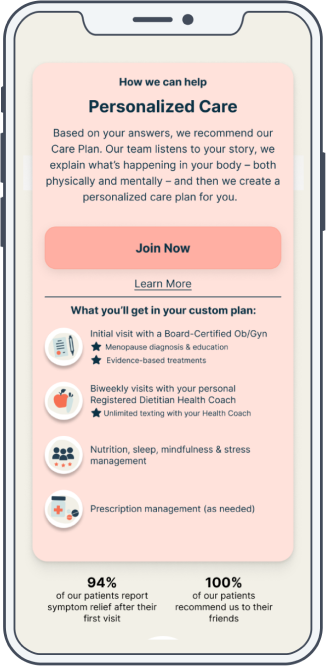 How we can help
Personalized Care
Based on your answers, we recommend our
Care Plan. Our team listens to your story, we
explain what's happening in your body – both
physically and mentally – and then we create a
personalized care plan for you.
Join Now
Learn More
What you'll get in your custom plan:
Initial visit with a Board-Certified Ob/Gyn
Menopause diagnosis & education
Evidence-based treatments
Biweekly visits with your personal
Registered Dietitian Health Coach
Unlimited texting with your Health Coach
Nutrition, sleep, mindfulness & stress
management
Prescription management (as needed)
94%
of our patients report
symptom relief after their
first visit
100%
of our patients
recommend us to their
friends